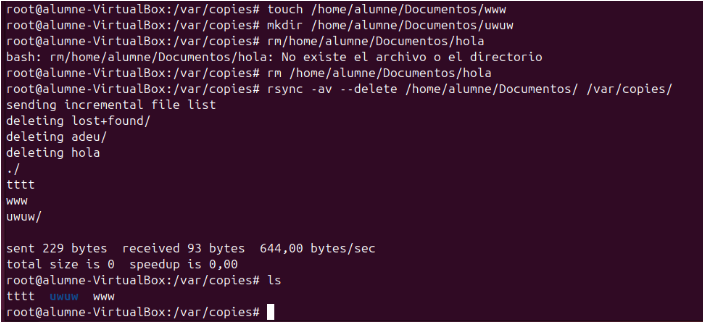 root@alumne-VirtualBox:/var/copies# touch /home/alumne/Documentos/www
root@alumne-VirtualBox:/var/copies# mkdir /home/alumne/Documentos/uwuw
root@alumne-VirtualBox:/var/copies# rm/home/alumne/Documentos/hola
bash: rm/home/alumne/Documentos/hola: No existe el archivo o el directorio
root@alumne-VirtualBox:/var/copies# rm /home/alumne/Documentos/hola
root@alumne-VirtualBox:/var/copies# rsync -av --delete /home/alumne/Documentos/ /var/copies/
sending incremental file list
deleting lost+found/
deleting adeu/
deleting hola
./
tttt
www
uwuw/

sent 229 bytes  received 93 bytes  644,00 bytes/sec
total size is 0  speedup is 0,00
root@alumne-VirtualBox:/var/copies# ls
tttt  uwuw  www
root@alumne-VirtualBox:/var/copies#